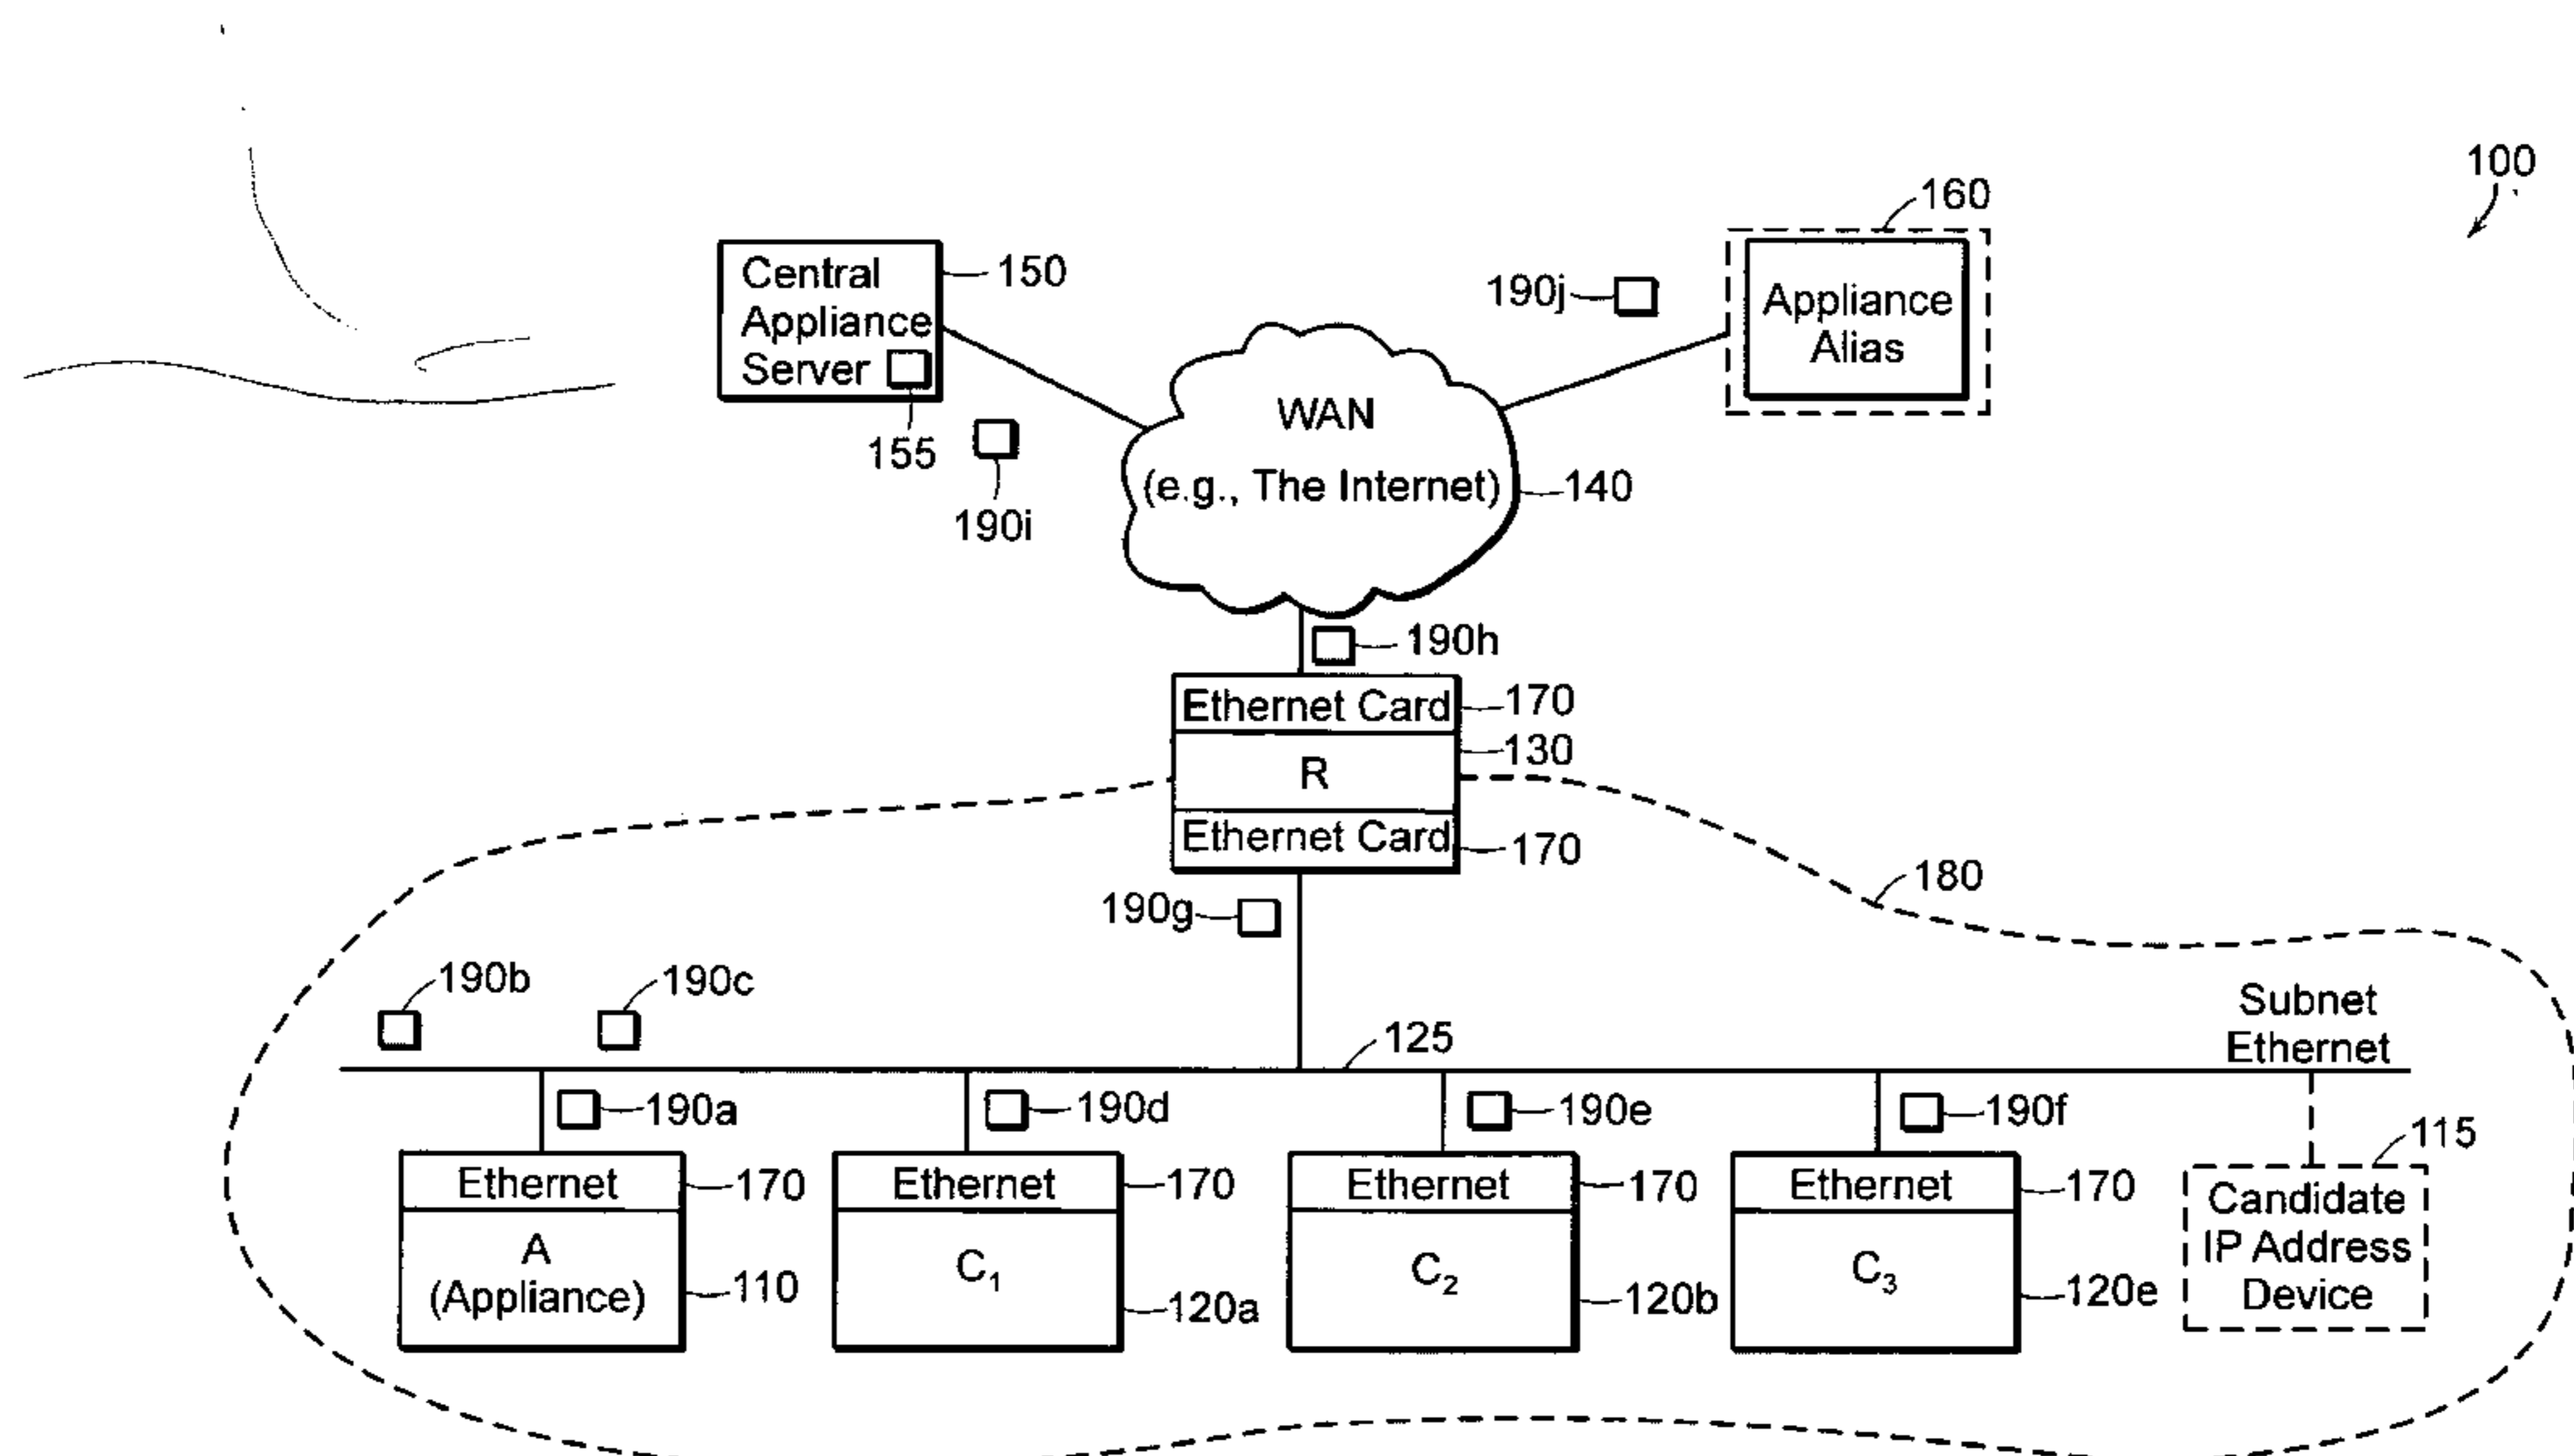 100
160
Central
Appliance
Server
150
155
190i
190j
Appliance
Alias
WAN
(e.g., The Internet)
140
190h
Ethernet Card
170
R
130
Ethernet Card
170
180
190g
190b
190c
125
Subnet
Ethernet
190a
190d
190e
190f
115
Ethernet
170
A
(Appliance)
110
Ethernet
170
C₁
120a
Ethernet
170
C₂
120b
Ethernet
170
C₃
120e
Candidate
IP Address
Device